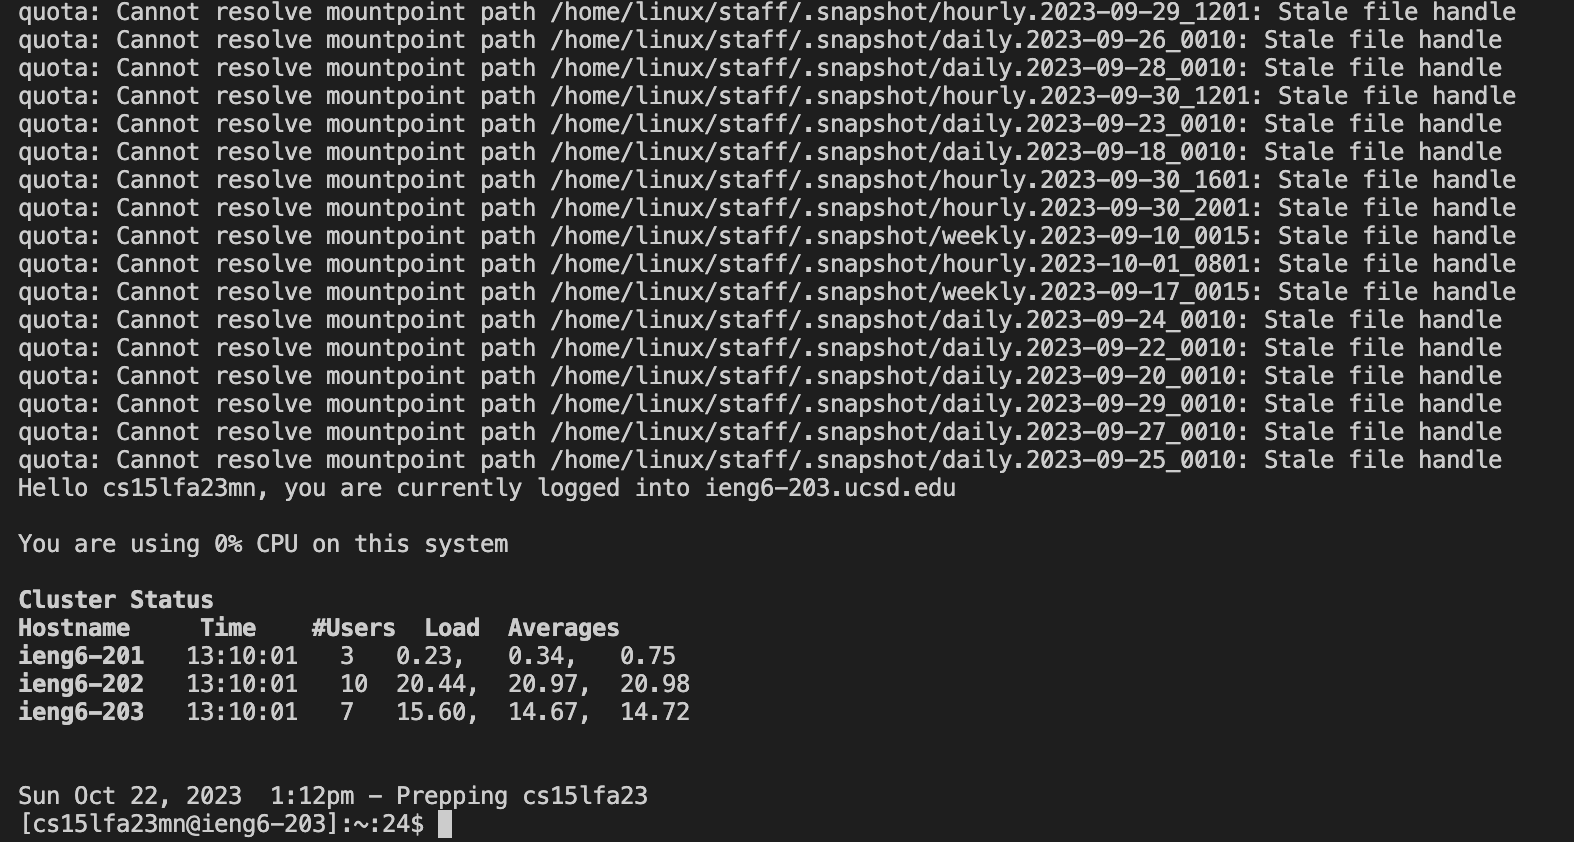 quota: Cannot resolve mountpoint path /home/linux/staff/.snapshot/hourly.2023-09-29_1201: Stale file handle
quota: Cannot resolve mountpoint path /home/linux/staff/.snapshot/daily.2023-09-26_0010: Stale file handle
quota: Cannot resolve mountpoint path /home/linux/staff/.snapshot/daily.2023-09-28_0010: Stale file handle
quota: Cannot resolve mountpoint path /home/linux/staff/.snapshot/hourly.2023-09-30_1201: Stale file handle
quota: Cannot resolve mountpoint path /home/linux/staff/.snapshot/daily.2023-09-23_0010: Stale file handle
quota: Cannot resolve mountpoint path /home/linux/staff/.snapshot/daily.2023-09-18_0010: Stale file handle
quota: Cannot resolve mountpoint path /home/linux/staff/.snapshot/hourly.2023-09-30_1601: Stale file handle
quota: Cannot resolve mountpoint path /home/linux/staff/.snapshot/hourly.2023-09-30_2001: Stale file handle
quota: Cannot resolve mountpoint path /home/linux/staff/.snapshot/weekly.2023-09-10_0015: Stale file handle
quota: Cannot resolve mountpoint path /home/linux/staff/.snapshot/hourly.2023-10-01_0801: Stale file handle
quota: Cannot resolve mountpoint path /home/linux/staff/.snapshot/weekly.2023-09-17_0015: Stale file handle
quota: Cannot resolve mountpoint path /home/linux/staff/.snapshot/daily.2023-09-24_0010: Stale file handle
quota: Cannot resolve mountpoint path /home/linux/staff/.snapshot/daily.2023-09-22_0010: Stale file handle
quota: Cannot resolve mountpoint path /home/linux/staff/.snapshot/daily.2023-09-20_0010: Stale file handle
quota: Cannot resolve mountpoint path /home/linux/staff/.snapshot/daily.2023-09-29_0010: Stale file handle
quota: Cannot resolve mountpoint path /home/linux/staff/.snapshot/daily.2023-09-27_0010: Stale file handle
quota: Cannot resolve mountpoint path /home/linux/staff/.snapshot/daily.2023-09-25_0010: Stale file handle
Hello cs15lfa23mn, you are currently logged into ieng6-203.ucsd.edu
You are using 0% CPU on this system
Cluster Status
Hostname     Time    #Users  Load  Averages
ieng6-201   13:10:01   3   0.23,   0.34,   0.75
ieng6-202   13:10:01   10  20.44,  20.97,  20.98
ieng6-203   13:10:01   7   15.60,  14.67,  14.72
Sun Oct 22, 2023  1:12pm - Prepping cs15lfa23
[cs15lfa23mn@ieng6-203]:~:24$